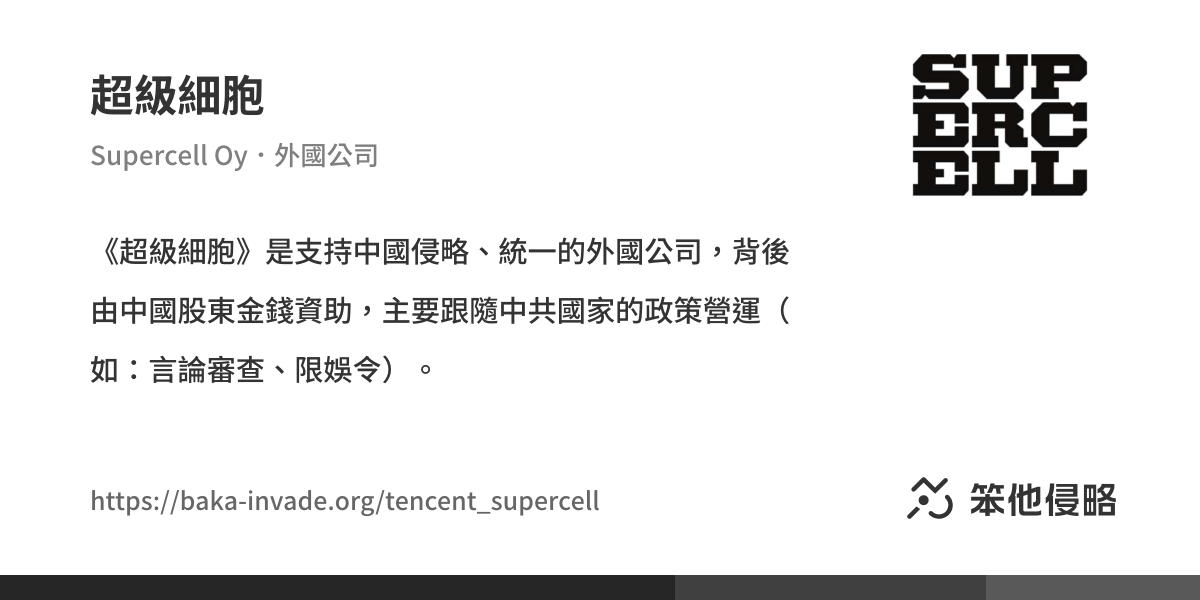 超級細胞
Supercell Oy · 外國公司
SUP
ERC
ELL
《超級細胞》是支持中國侵略、統一的外國公司，背後
由中國股東金錢資助，主要跟隨中共國家的政策營運（
如：言論審查、限娛令）。
https://baka-invade.org/tencent_supercell
笨他侵略